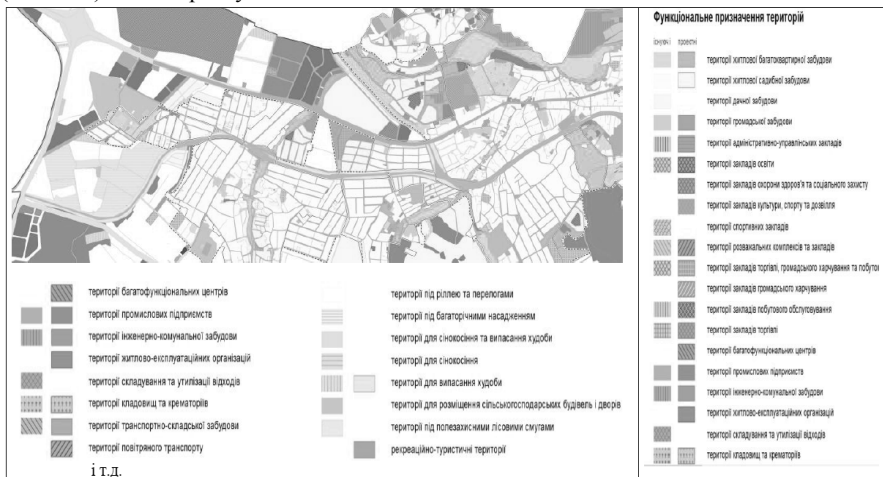 Функціональне призначення територій
існуючі проектні
території житлової багатоквартирної забудови
території житлової садибної забудови
території дачної забудови
території громадської забудови
території адміністративно-управлінських закладів
території закладів освіти
території закладів охорони здоров'я та соціального захисту
території закладів культури, спорту та дозвілля
території спортивних закладів
території розважальних комплексів та закладів
території закладів торгівлі, громадського харчування та побутов
території закладів громадського харчування
території закладів побутового обслуговування
території закладів торгівлі
території багатофункціональних центрів
території промислових підприємств
території інженерно-комунальної забудови
території житлово-експлуатаційних організацій
території складування та утилізації відходів
території кладовищ та крематоріїв
території багатофункціональних центрів
території промислових підприємств
території інженерно-комунальної забудови
території житлово-експлуатаційних організацій
території складування та утилізації відходів
території кладовищ та крематоріїв
території транспортно-складської забудови
території повітряного транспорту
і т.д.
території під ріллею та перелогами
території під багаторічними насадженням
території для сінокосіння та випасання худоби
території для сінокосіння
території для випасання худоби
території для розміщення сільськогосподарських будівель і дворів
території під полезахисними лісовими смугами
рекреаційно-туристичні території